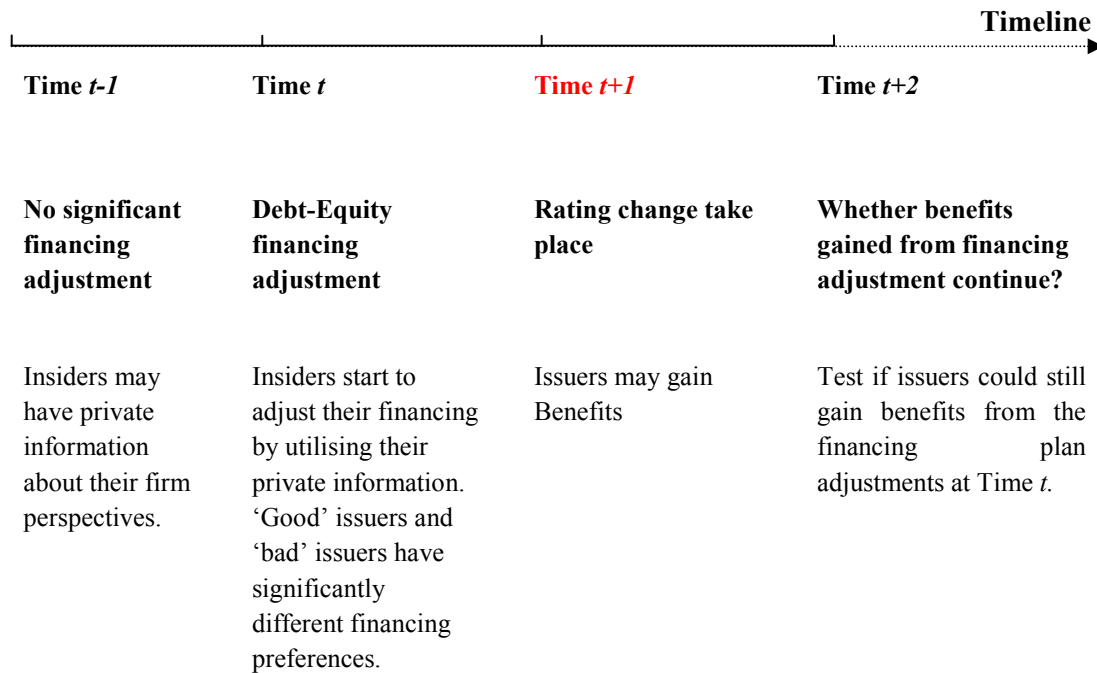 Timeline
Time t-1
Time t
Time t+1
Time t+2
No significant
financing
adjustment
Debt-Equity
financing
adjustment
Rating change take
place
Whether benefits
gained from financing
adjustment continue?
Insiders may
have private
information
about their firm
perspectives.
Insiders start to
adjust their financing
by utilising their
private information.
‘Good’ issuers and
‘bad’ issuers have
significantly
different financing
preferences.
Issuers may gain
Benefits
Test if issuers could still
gain benefits from the
financing plan
adjustments at Time t.